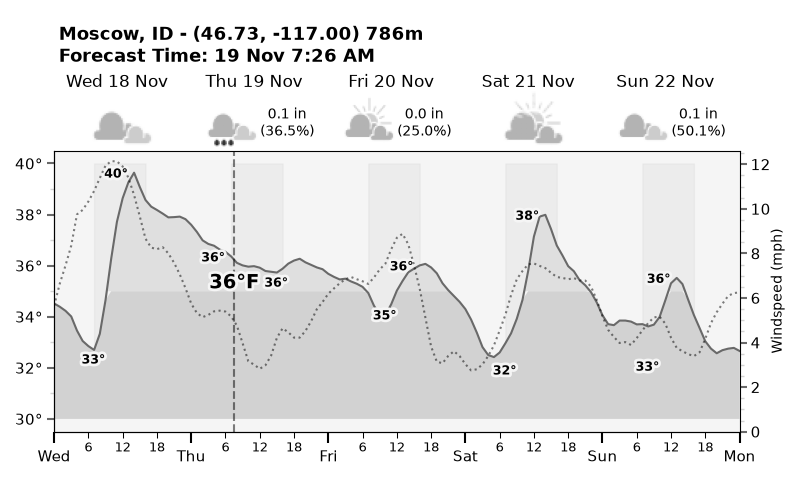 Moscow, ID - (46.73, -117.00) 786m
Forecast Time: 19 Nov 7:26 AM
Wed 18 Nov
Thu 19 Nov
Fri 20 Nov
Sat 21 Nov
Sun 22 Nov
0.1 in
(36.5%)
0.0 in
(25.0%)
0.1 in
(50.1%)
40°
38°
36°
34°
32°
30°
33°
40°
36°
36°F
36°
35°
36°
32°
38°
33°
36°
12
10
8
6
4
2
0
Windspeed (mph)
Wed 6 12 18 Thu 6 12 18 Fri 6 12 18 Sat 6 12 18 Sun 6 12 18 Mon